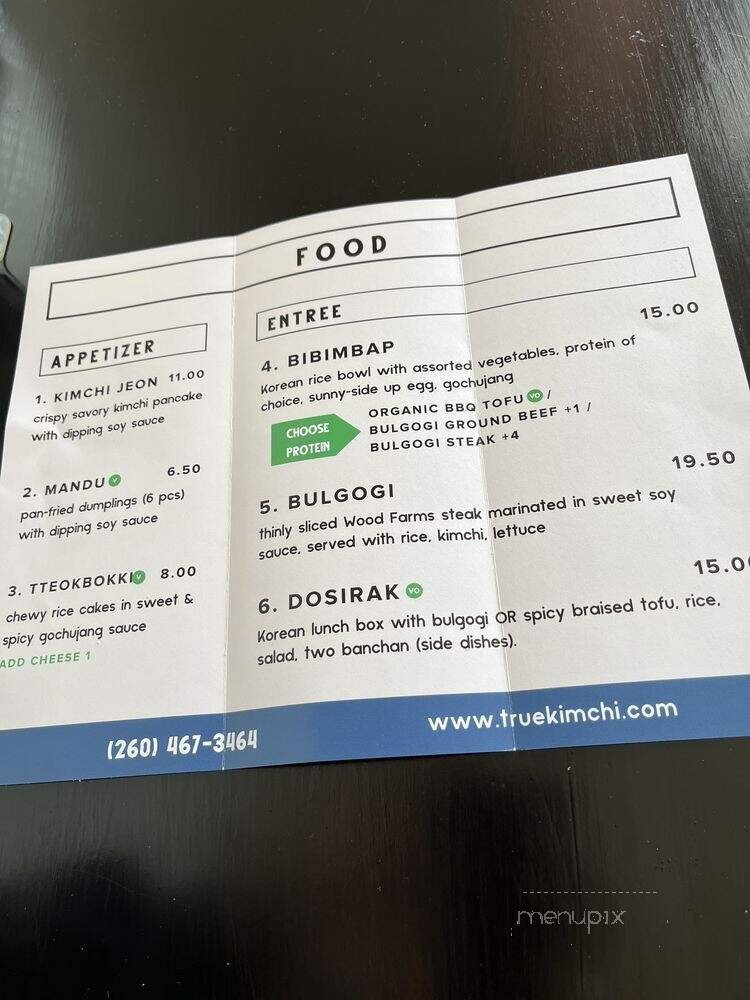 FOOD
APPETIZER
1. KIMCHI JEON 11.00
crispy savory kimchi pancake
with dipping soy sauce
2. MANDU V 6.50
pan-fried dumplings (6 pcs)
with dipping soy sauce
3. TTEOKBOKKI V 8.00
chewy rice cakes in sweet &
spicy gochujang sauce
ADD CHEESE 1
ENTREE
4. BIBIMBAP 15.00
Korean rice bowl with assorted vegetables, protein of
choice, sunny-side up egg, gochujang
CHOOSE
PROTEIN
ORGANIC BBQ TOFU VO /
BULGOGI GROUND BEEF +1 /
BULGOGI STEAK +4
5. BULGOGI 19.50
thinly sliced Wood Farms steak marinated in sweet soy
sauce, served with rice, kimchi, lettuce
6. DOSIRAK VO 15.00
Korean lunch box with bulgogi OR spicy braised tofu, rice,
salad, two banchan (side dishes).
(260) 467-3464
www.truekimchi.com
menupix